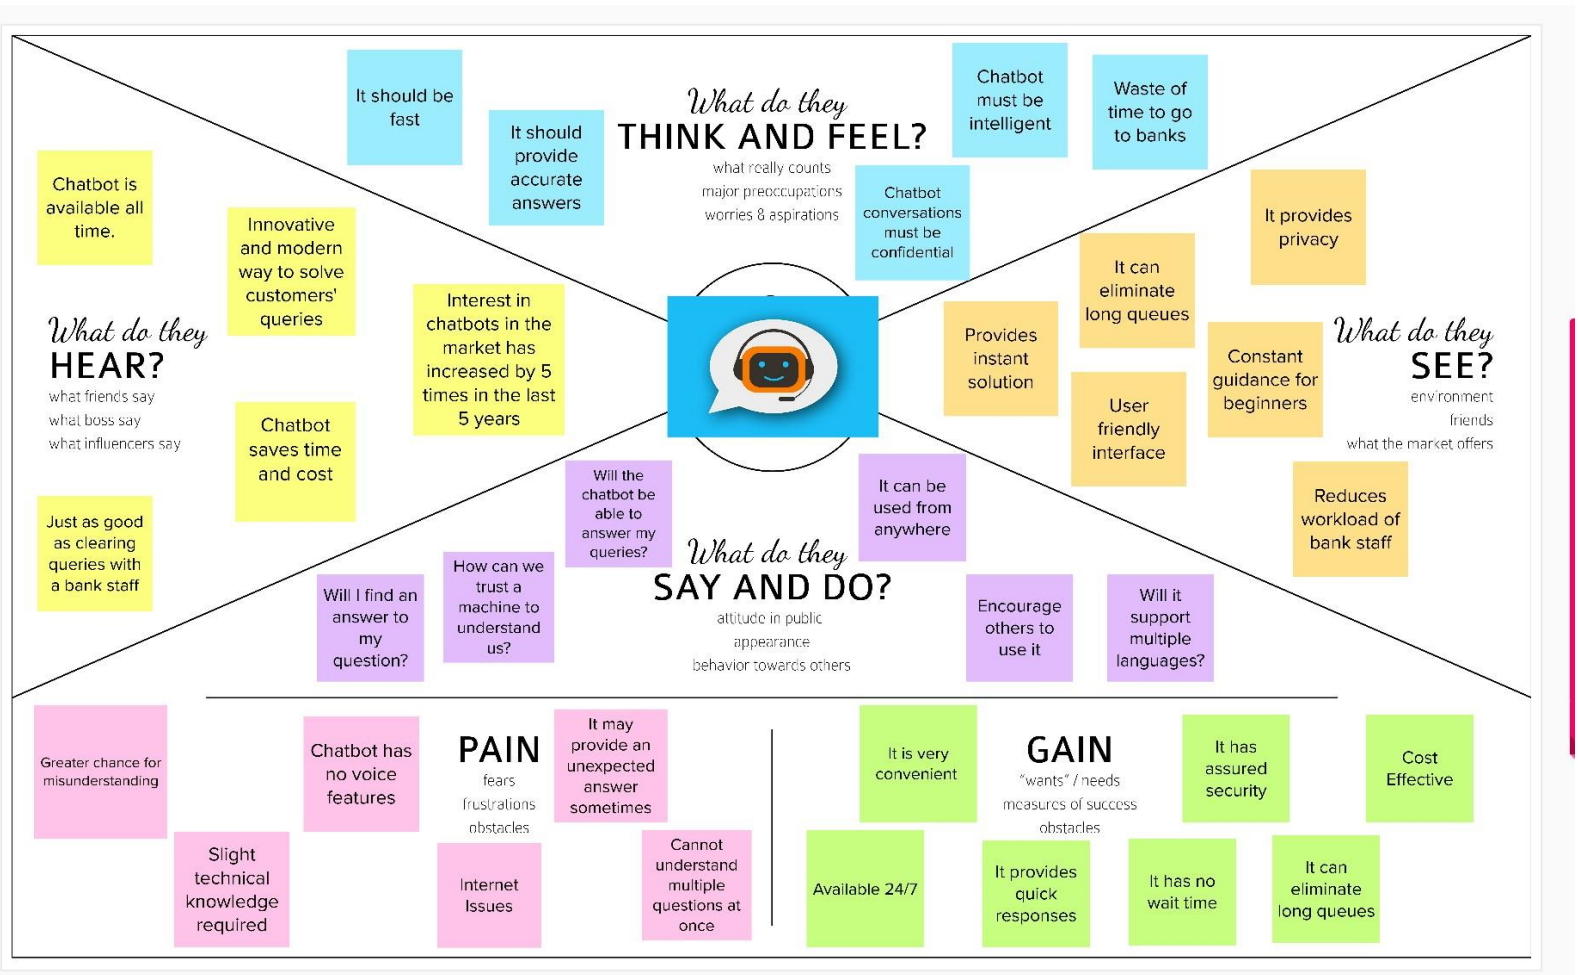 It should be
fast
It should
provide
accurate
answers
What do they
THINK AND FEEL?
what really counts
major preoccupations
worries & aspirations
Chatbot
must be
intelligent
Waste of
time to go
to banks
Chatbot
conversations
must be
confidential
Chatbot is
available all
time.
Innovative
and modern
way to solve
customers'
queries
Interest in
chatbots in the
market has
increased by 5
times in the last
5 years
What do they
HEAR?
what friends say
what boss say
what influencers say
Chatbot
saves time
and cost
Just as good
as clearing
queries with
a bank staff
It provides
privacy
It can
eliminate
long queues
Provides
instant
solution
Constant
guidance for
beginners
User
friendly
interface
What do they
SEE?
environment
friends
what the market offers
Reduces
workload of
bank staff
Will the
chatbot be
able to
answer my
queries?
How can we
trust a
machine to
understand
us?
Will I find an
answer to
my
question?
What do they
SAY AND DO?
attitude in public
appearance
behavior towards others
It can be
used from
anywhere
Encourage
others to
use it
Will it
support
multiple
languages?
Greater chance for
misunderstanding
Slight
technical
knowledge
required
Chatbot has
no voice
features
PAIN
fears
frustrations
obstacles
It may
provide an
unexpected
answer
sometimes
Internet
Issues
Cannot
understand
multiple
questions at
once
It is very
convenient
GAIN
"wants" / needs
measures of success
obstacles
It has
assured
security
Cost
Effective
Available 24/7
It provides
quick
responses
It has no
wait time
It can
eliminate
long queues